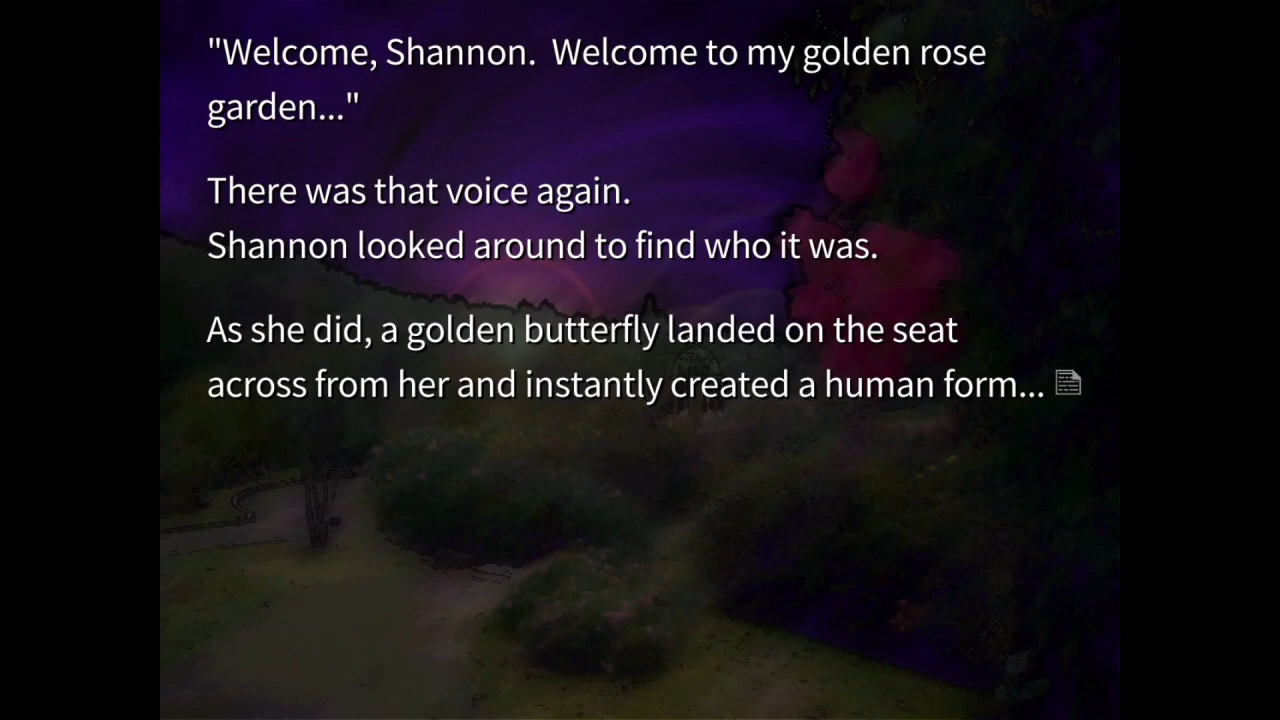 "Welcome, Shannon.  Welcome to my golden rose
garden..."
There was that voice again.
Shannon looked around to find who it was.
As she did, a golden butterfly landed on the seat
across from her and instantly created a human form...